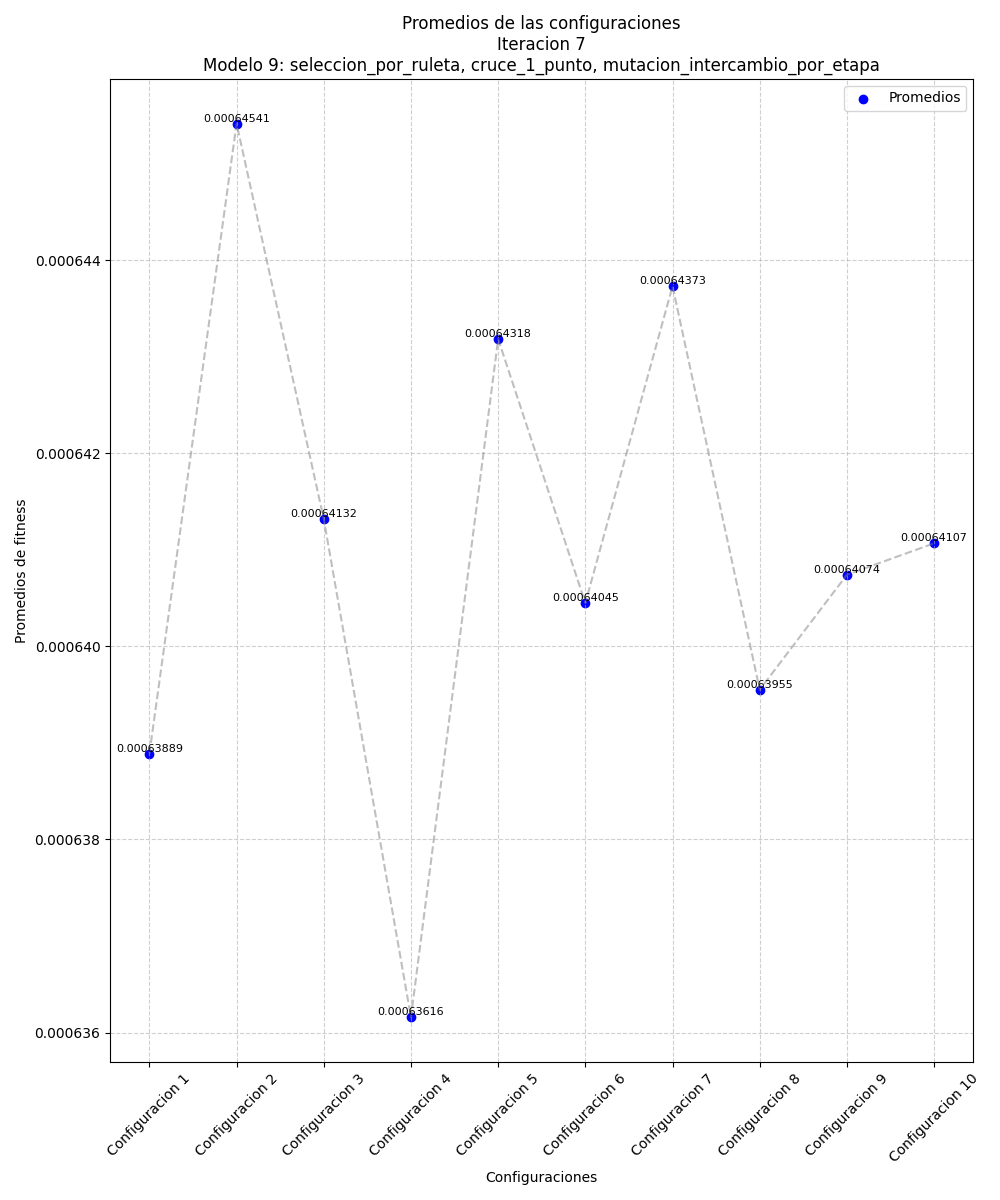 Promedios de las configuraciones
Iteracion 7
Modelo 9: seleccion_por_ruleta, cruce_1_punto, mutacion_intercambio_por_etapa
Promedios
0.00064541
0.00064373
0.00064318
0.00064132
0.00064107
0.00064074
0.00064045
0.00063955
0.00063889
0.00063616
Promedios de fitness
0.000644
0.000642
0.000640
0.000638
0.000636
Configuracion 1
Configuracion 2
Configuracion 3
Configuracion 4
Configuracion 5
Configuracion 6
Configuracion 7
Configuracion 8
Configuracion 9
Configuracion 10
Configuraciones